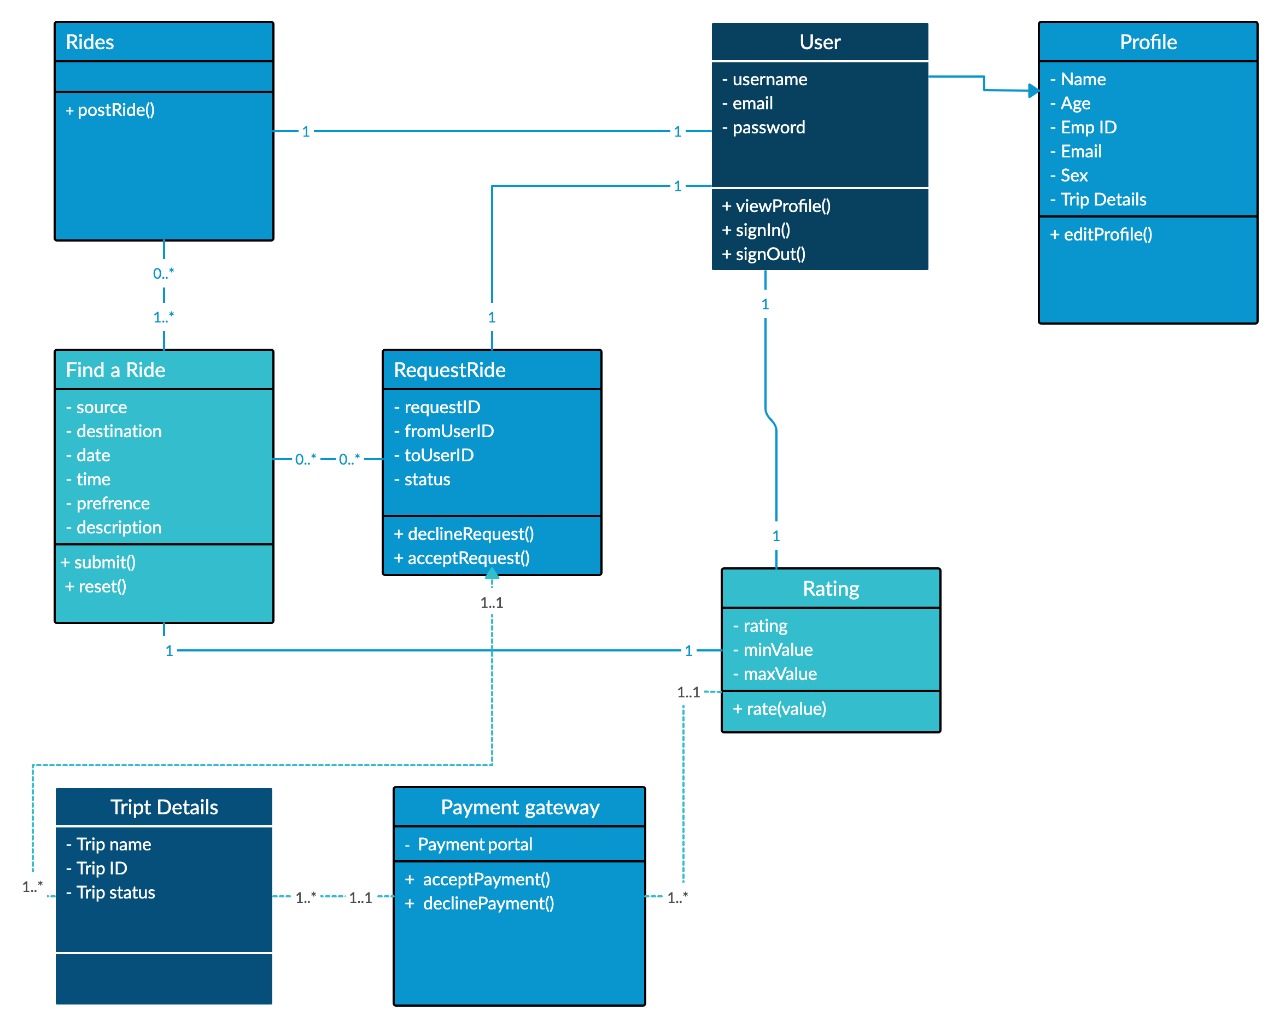 Rides
+ postRide()
User
- username
- email
- password
+ viewProfile()
+ signIn()
+ signOut()
Profile
- Name
- Age
- Emp ID
- Email
- Sex
- Trip Details
+ editProfile()
1
1
1
1
0..*
1..*
1
1
Find a Ride
- source
- destination
- date
- time
- prefrence
- description
+ submit()
+ reset()
0..*
0..*
RequestRide
- requestID
- fromUserID
- toUserID
- status
+ declineRequest()
+ acceptRequest()
1..1
1
1
Rating
- rating
- minValue
- maxValue
+ rate(value)
1..1
1..*
Tript Details
- Trip name
- Trip ID
- Trip status
1..*
1..1
Payment gateway
- Payment portal
+ acceptPayment()
+ declinePayment()
1..*